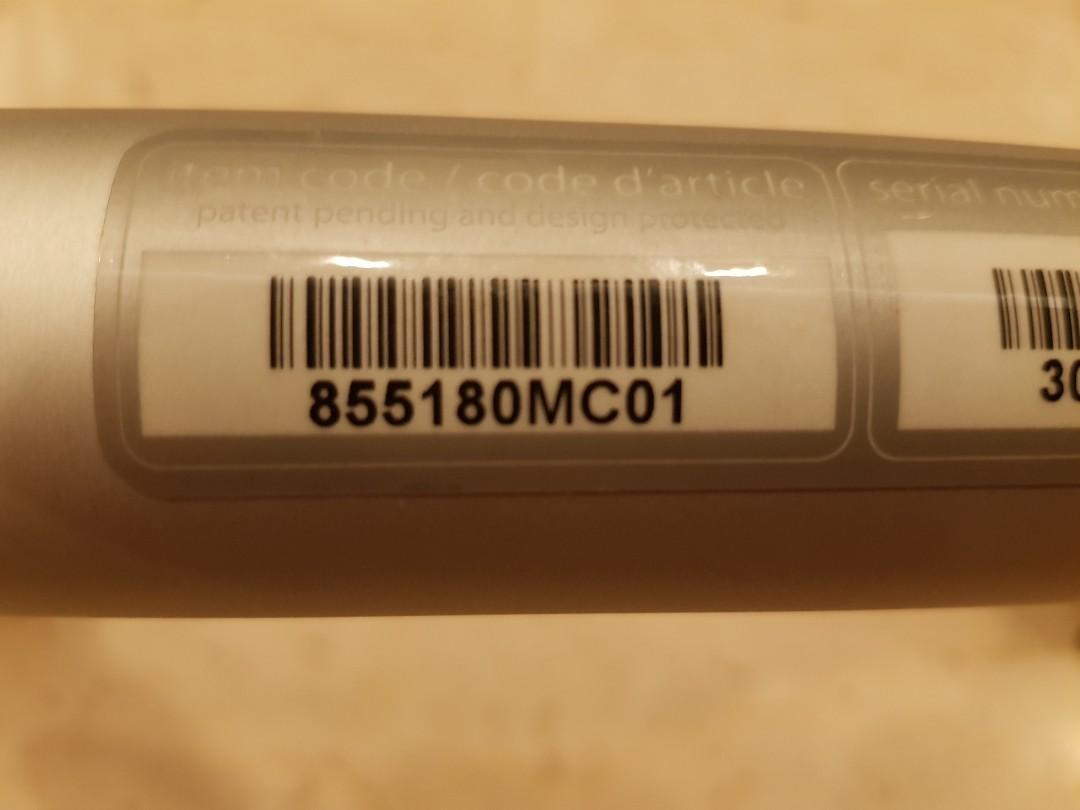 item code / code d'article
patent pending and design protected
855180MC01
serial num
30